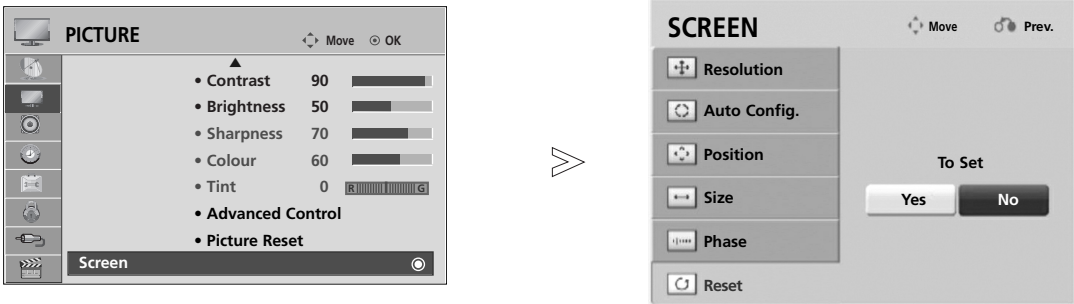 PICTURE
Move OK
• Contrast 90
• Brightness 50
• Sharpness 70
• Colour 60
• Tint 0 R G
• Advanced Control
• Picture Reset
Screen
SCREEN
Move Prev.
Resolution
Auto Config.
Position
Size
Phase
Reset
To Set
Yes No